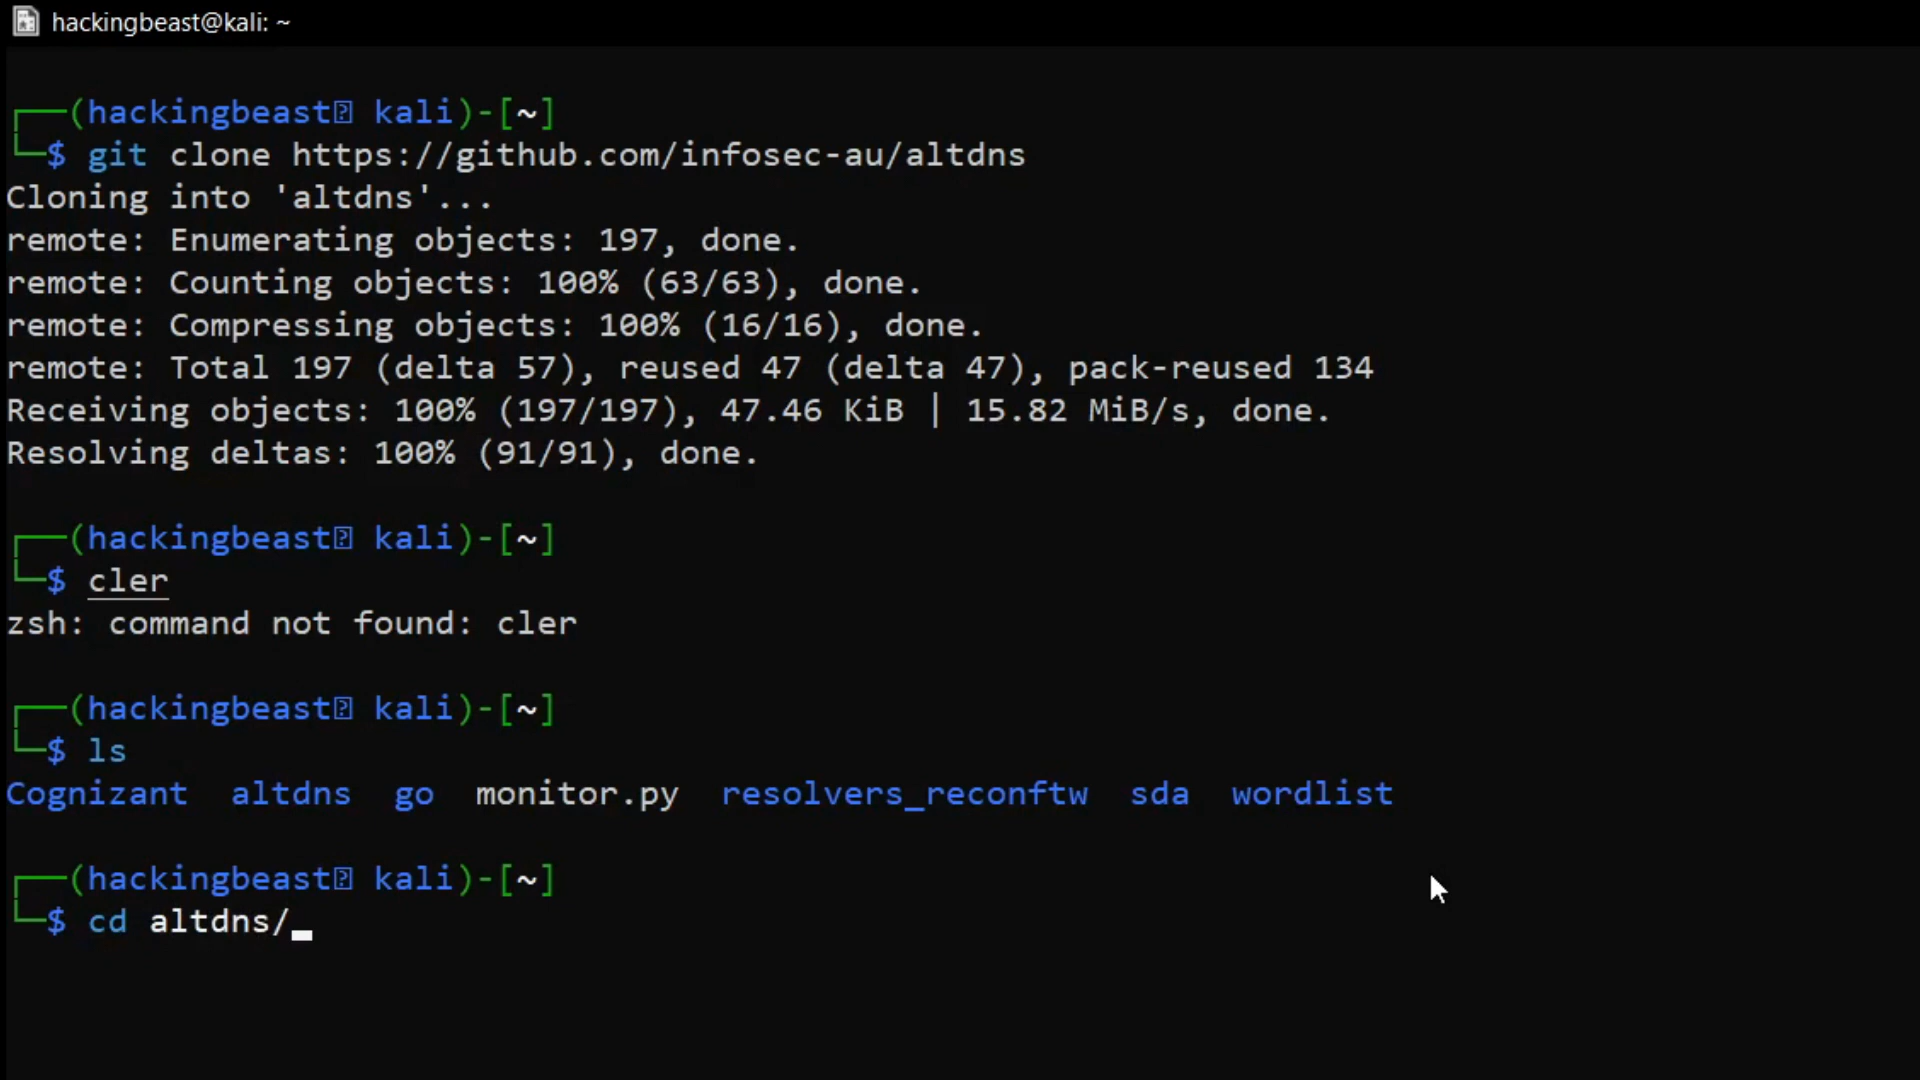 hackingbeast@kali: ~
┌──(hackingbeast⍰ kali)-[~]
└─$ git clone https://github.com/infosec-au/altdns
Cloning into 'altdns'...
remote: Enumerating objects: 197, done.
remote: Counting objects: 100% (63/63), done.
remote: Compressing objects: 100% (16/16), done.
remote: Total 197 (delta 57), reused 47 (delta 47), pack-reused 134
Receiving objects: 100% (197/197), 47.46 KiB | 15.82 MiB/s, done.
Resolving deltas: 100% (91/91), done.
┌──(hackingbeast⍰ kali)-[~]
└─$ cler
zsh: command not found: cler
┌──(hackingbeast⍰ kali)-[~]
└─$ ls
Cognizant altdns go monitor.py resolvers_reconftw sda wordlist
┌──(hackingbeast⍰ kali)-[~]
└─$ cd altdns/